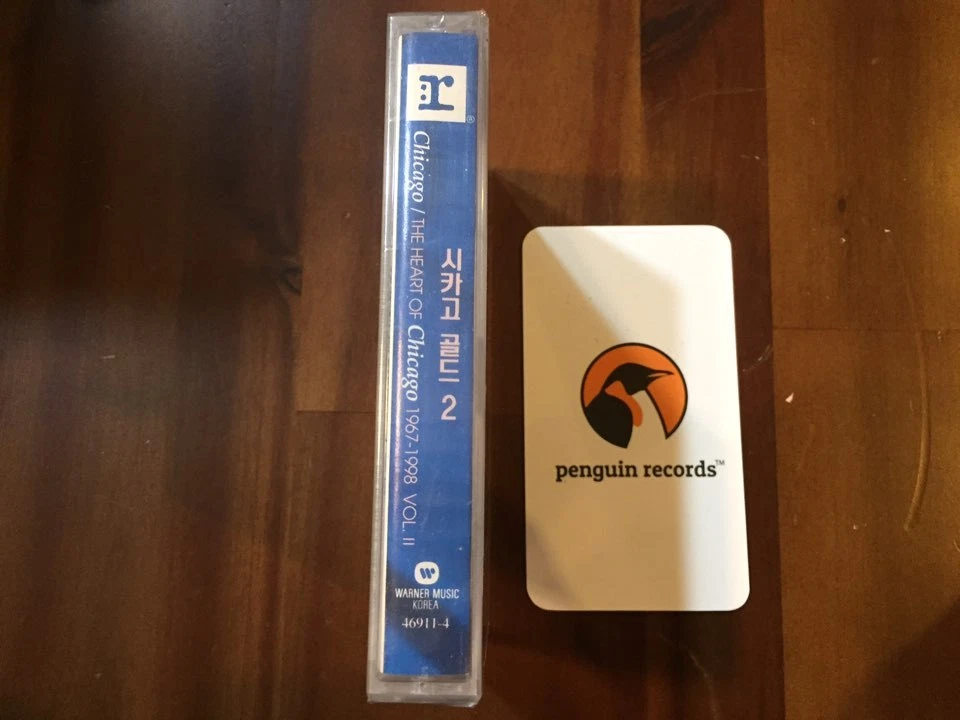 r®
Chicago / THE HEART OF Chicago 1967-1998 VOL. II
시카고 골드 2
WARNER MUSIC
KOREA
46911-4
penguin records™